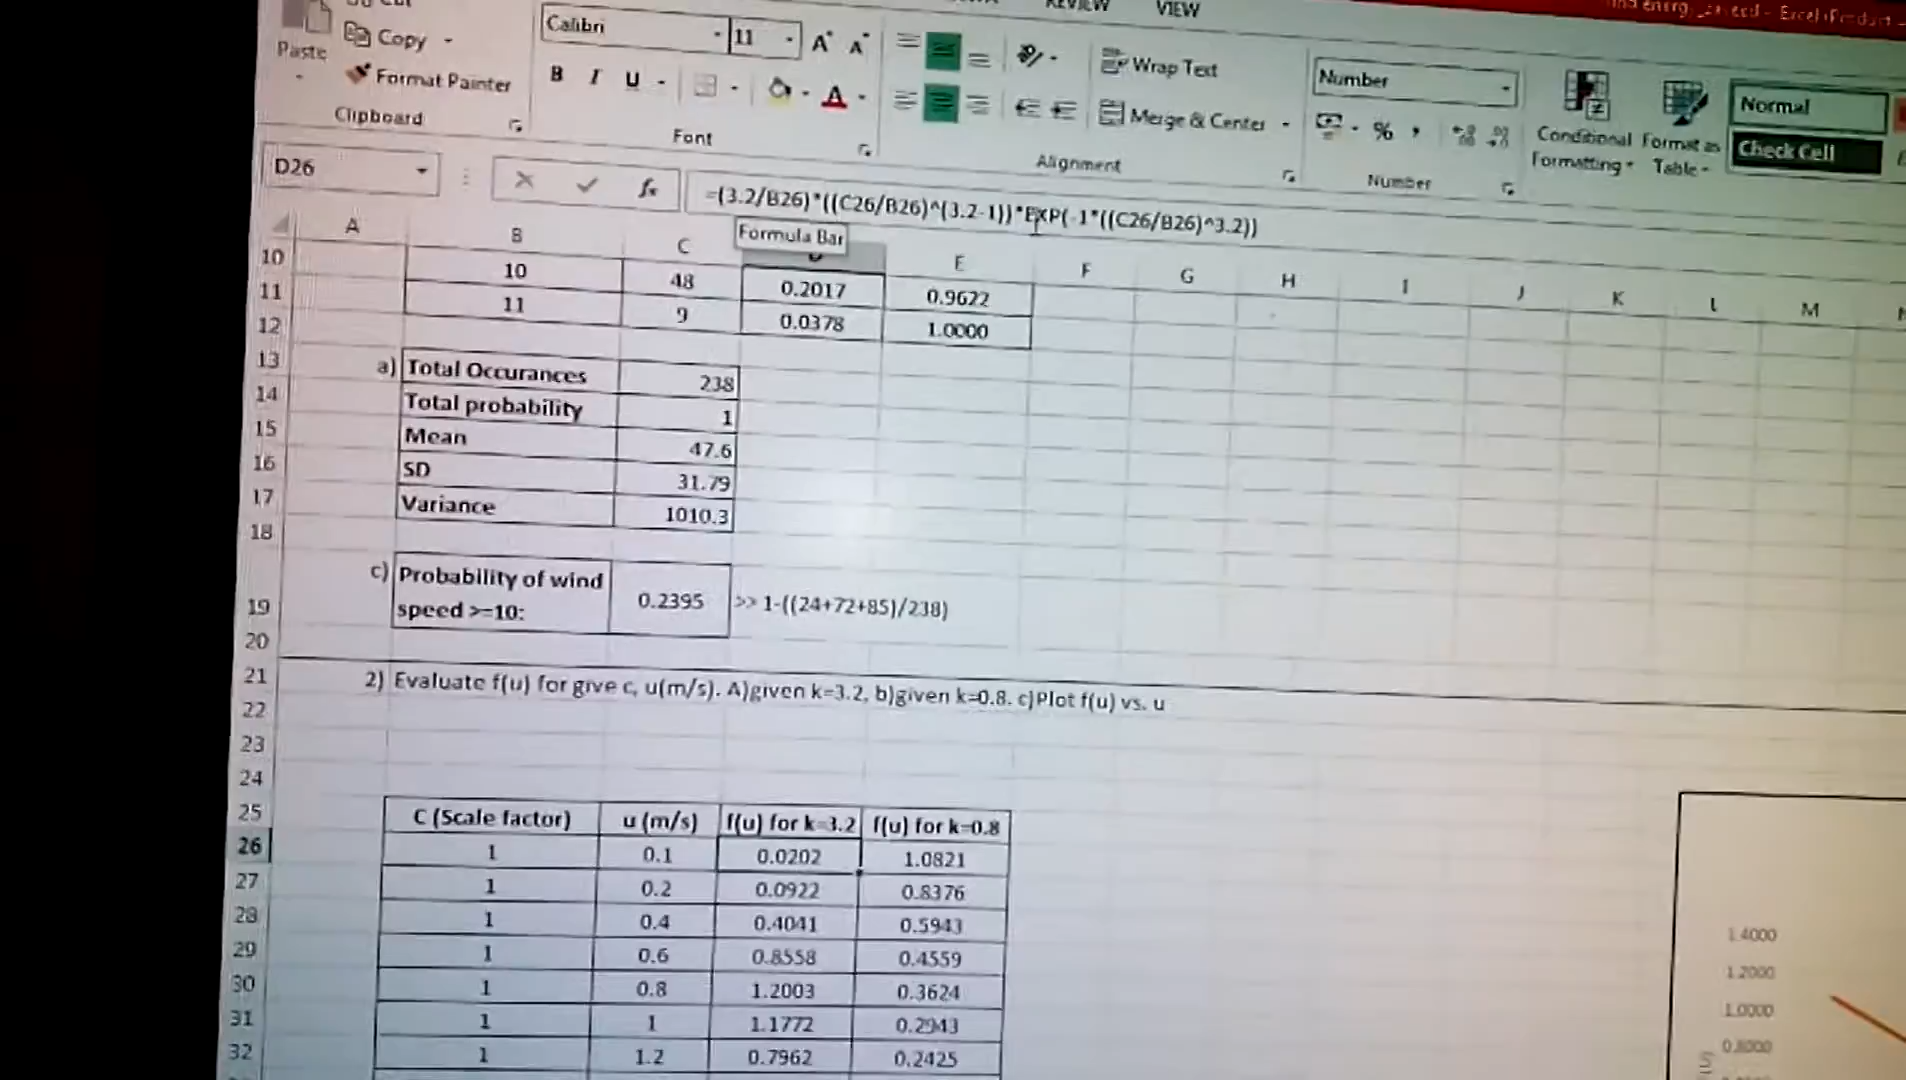 VIEW
REVIEW
Paste
Copy
Format Painter
Clipboard
Calibri
11
A A
B I U
A
Font
Wrap Text
Merge & Center
Alignment
Number
%
Number
Conditional Formatting
Format as Table
Normal
Check Cell
D26
fx
=(3.2/B26)*((C26/B26)^(3.2-1))*EXP(-1*((C26/B26)^3.2))
Formula Bar
A B C D E F G H I J K L M
10
11 10 48 0.2017 0.9622
12 11 9 0.0378 1.0000
13
a) Total Occurances 238
14
Total probability 1
15
Mean 47.6
16
SD 31.79
17
Variance 1010.3
18
c) Probability of wind
speed >=10: 0.2395 >> 1-((24+72+85)/238)
19
20
21
2) Evaluate f(u) for give c, u(m/s). A)given k=3.2, b)given k=0.8. c)Plot f(u) vs. u
22
23
24
25 C (Scale factor) u (m/s) f(u) for k=3.2 f(u) for k=0.8
26 1 0.1 0.0202 1.0821
27 1 0.2 0.0922 0.8376
28 1 0.4 0.4041 0.5943
29 1 0.6 0.8558 0.4559
30 1 0.8 1.2003 0.3624
31 1 1 1.1772 0.2943
32 1 1.2 0.7962 0.2425
1.4000
1.2000
1.0000
0.8000